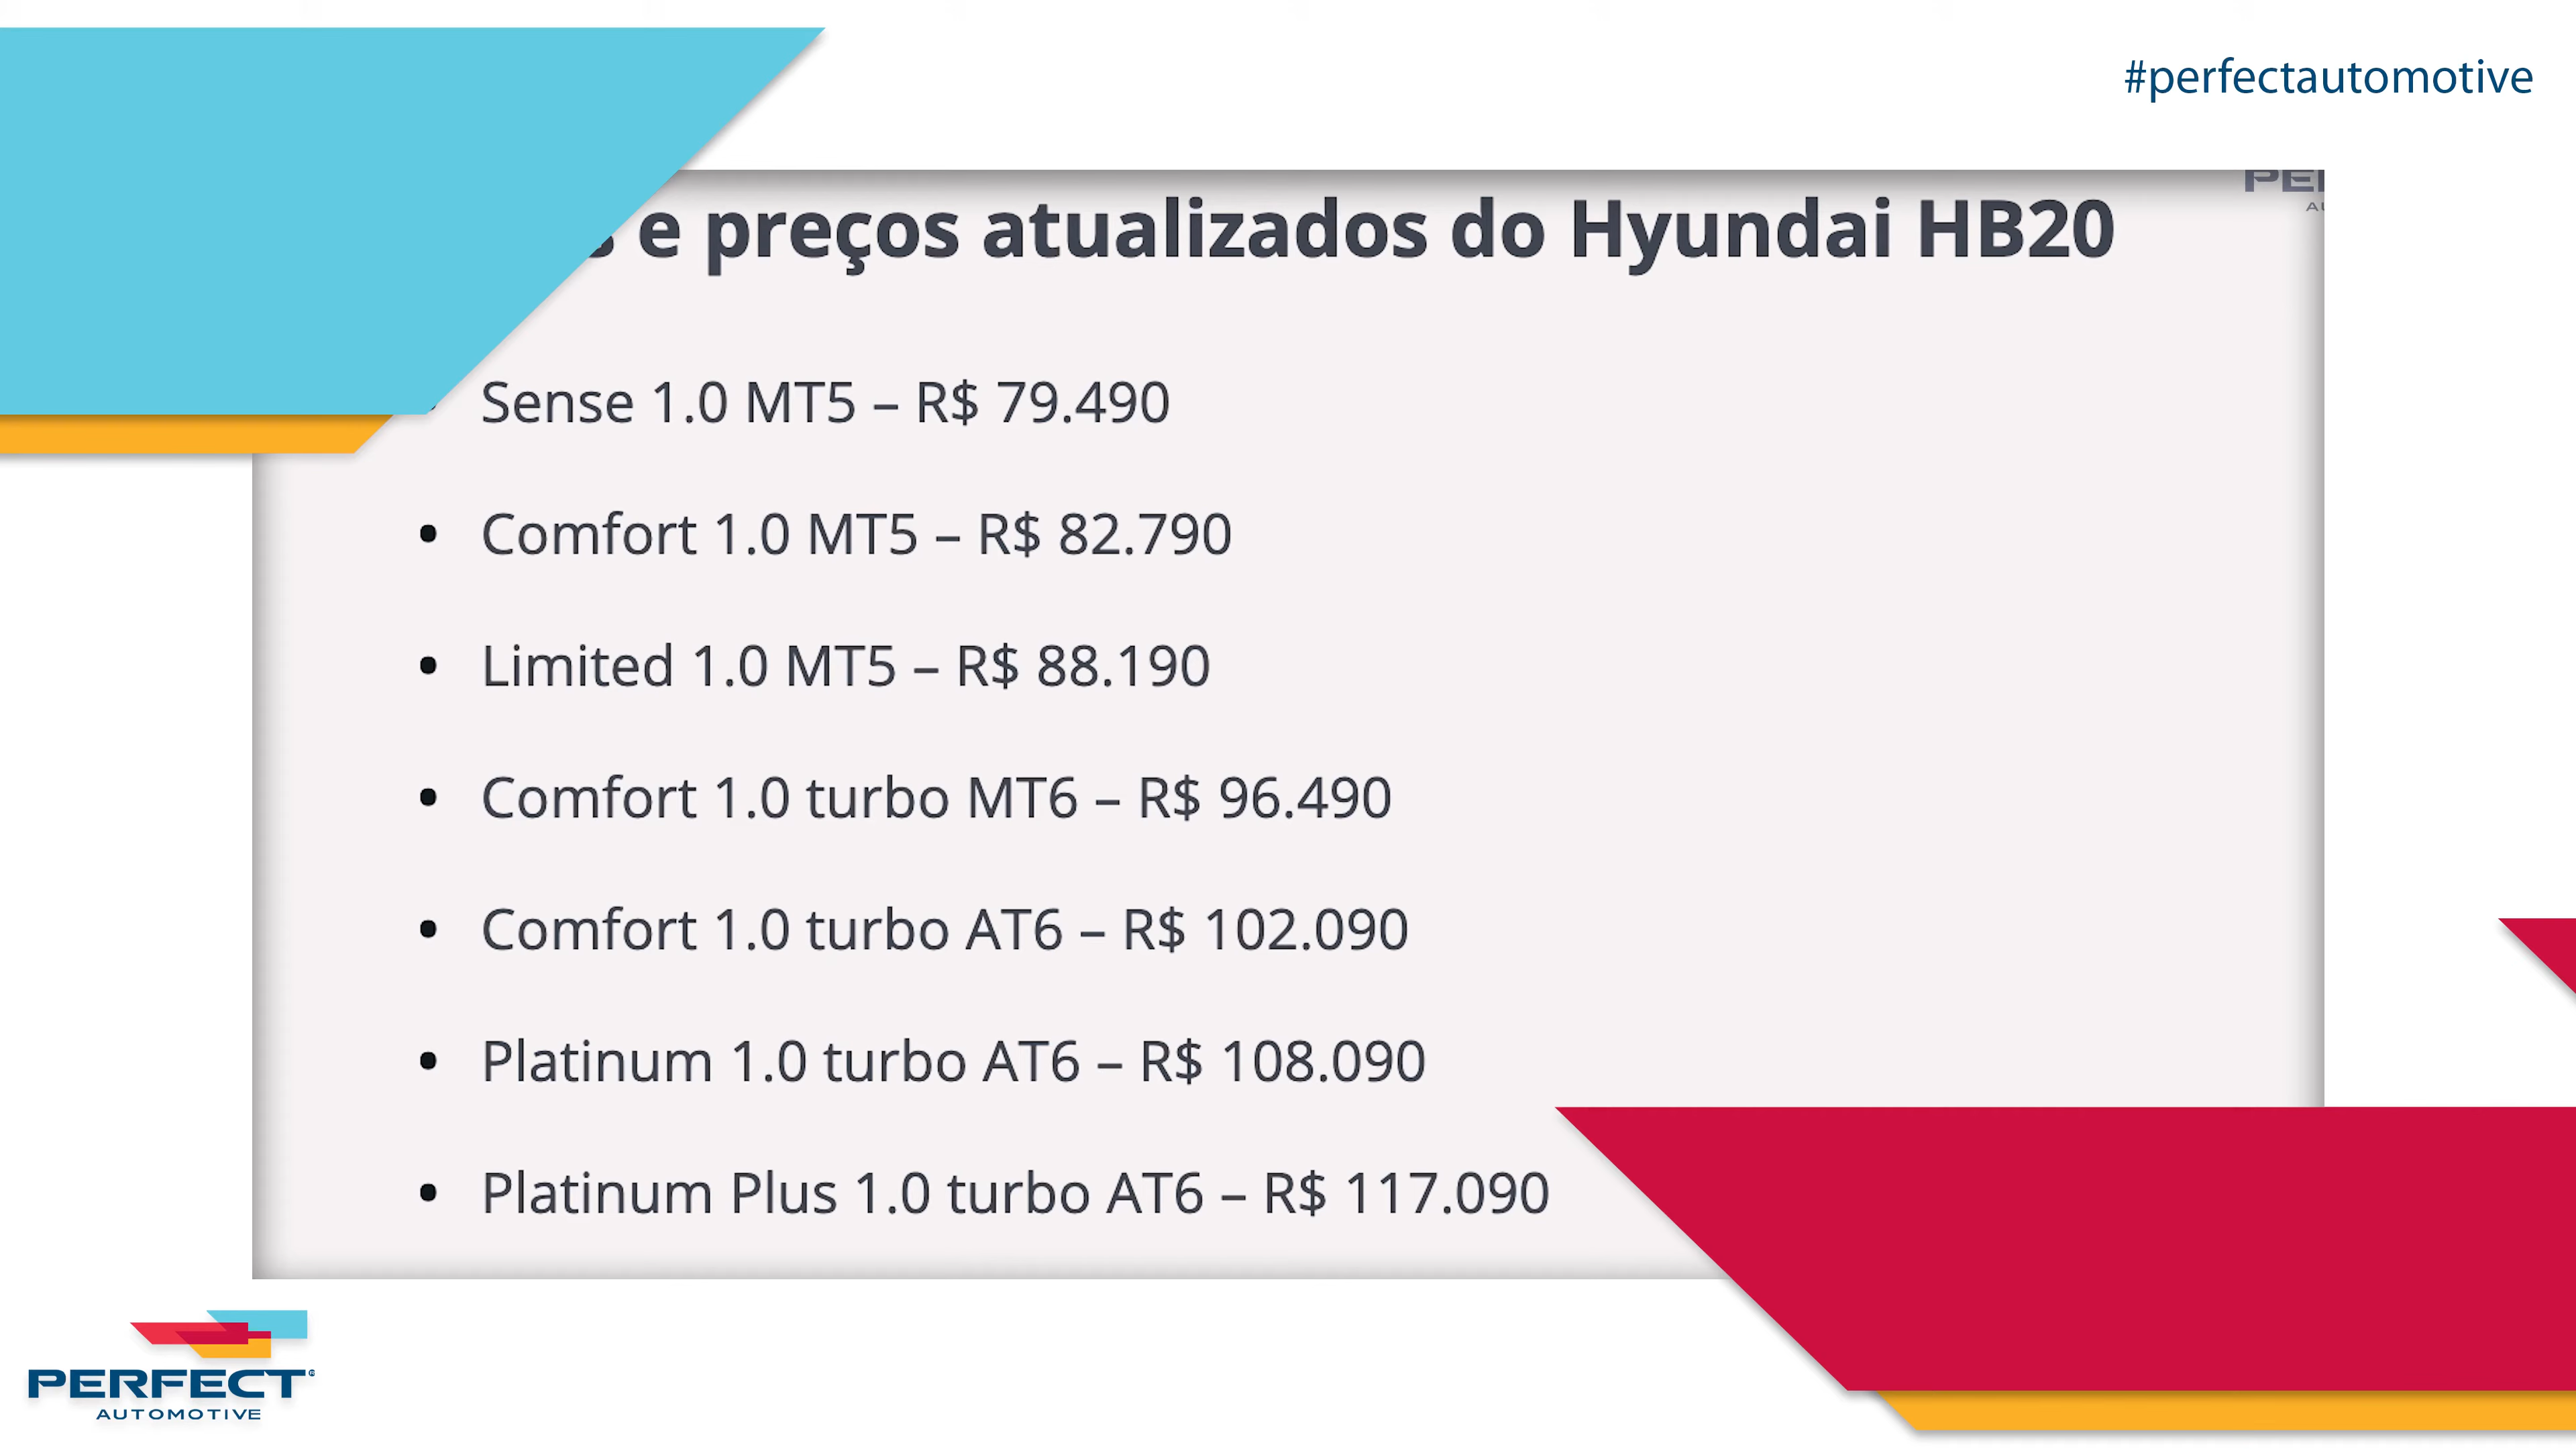 #perfectautomotive
e preços atualizados do Hyundai HB20
Sense 1.0 MT5 – R$ 79.490
• Comfort 1.0 MT5 – R$ 82.790
• Limited 1.0 MT5 – R$ 88.190
• Comfort 1.0 turbo MT6 – R$ 96.490
• Comfort 1.0 turbo AT6 – R$ 102.090
• Platinum 1.0 turbo AT6 – R$ 108.090
• Platinum Plus 1.0 turbo AT6 – R$ 117.090
PERFECT®
AUTOMOTIVE